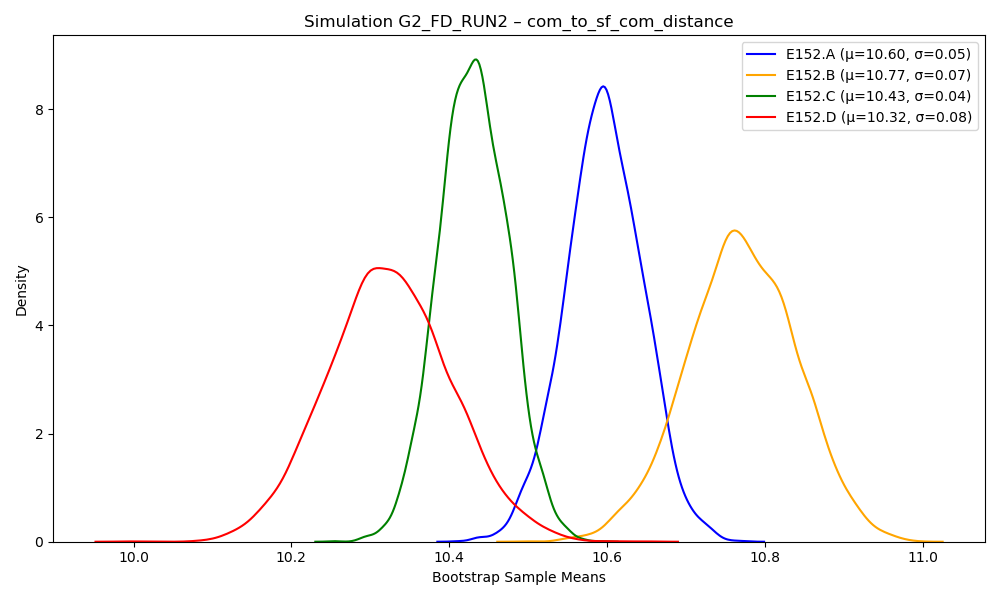 Simulation G2_FD_RUN2 – com_to_sf_com_distance
E152.A (μ=10.60, σ=0.05)
E152.B (μ=10.77, σ=0.07)
E152.C (μ=10.43, σ=0.04)
E152.D (μ=10.32, σ=0.08)
Density
8
6
4
2
0
10.0 10.2 10.4 10.6 10.8 11.0
Bootstrap Sample Means